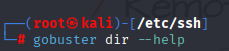 ┌──(root㉿kali)-[/etc/ssh]
└─# gobuster dir --help